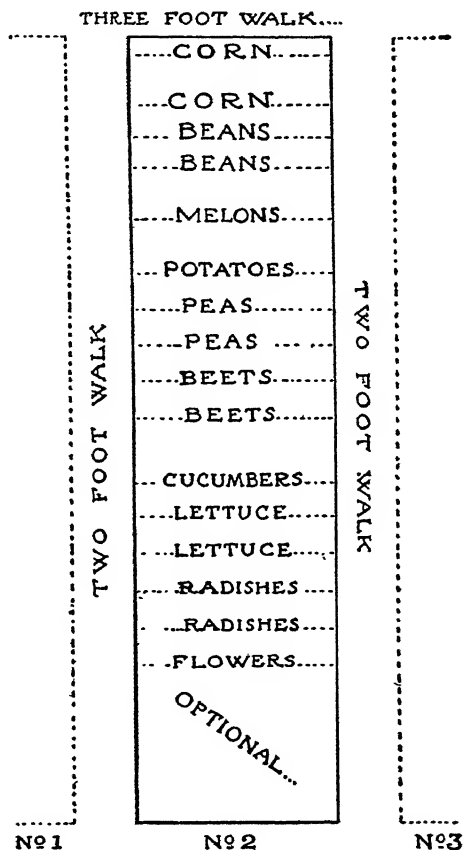 THREE FOOT WALK....
CORN
CORN
BEANS
BEANS
MELONS
POTATOES
PEAS
PEAS
BEETS
BEETS
CUCUMBERS
LETTUCE
LETTUCE
RADISHES
RADISHES
FLOWERS
OPTIONAL...
TWO FOOT WALK
TWO FOOT WALK
Nº1
Nº2
Nº3